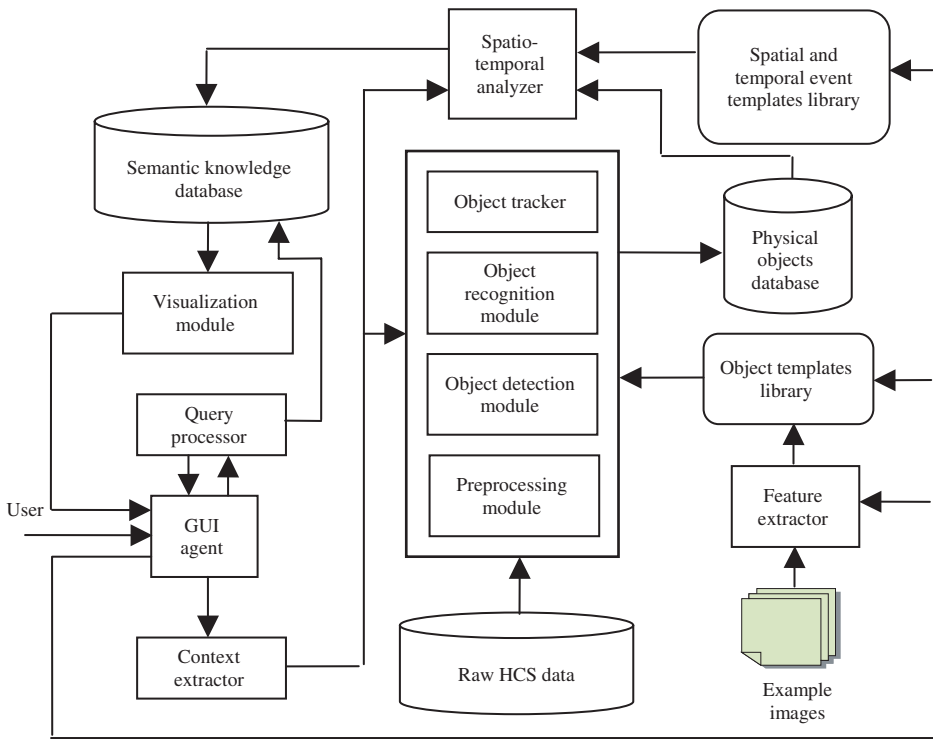 Spatio-
temporal
analyzer
Spatial and
temporal event
templates library
Semantic knowledge
database
Object tracker
Physical
objects
database
Object
recognition
module
Visualization
module
Object detection
module
Object templates
library
Query
processor
Preprocessing
module
Feature
extractor
User
GUI
agent
Context
extractor
Raw HCS data
Example
images